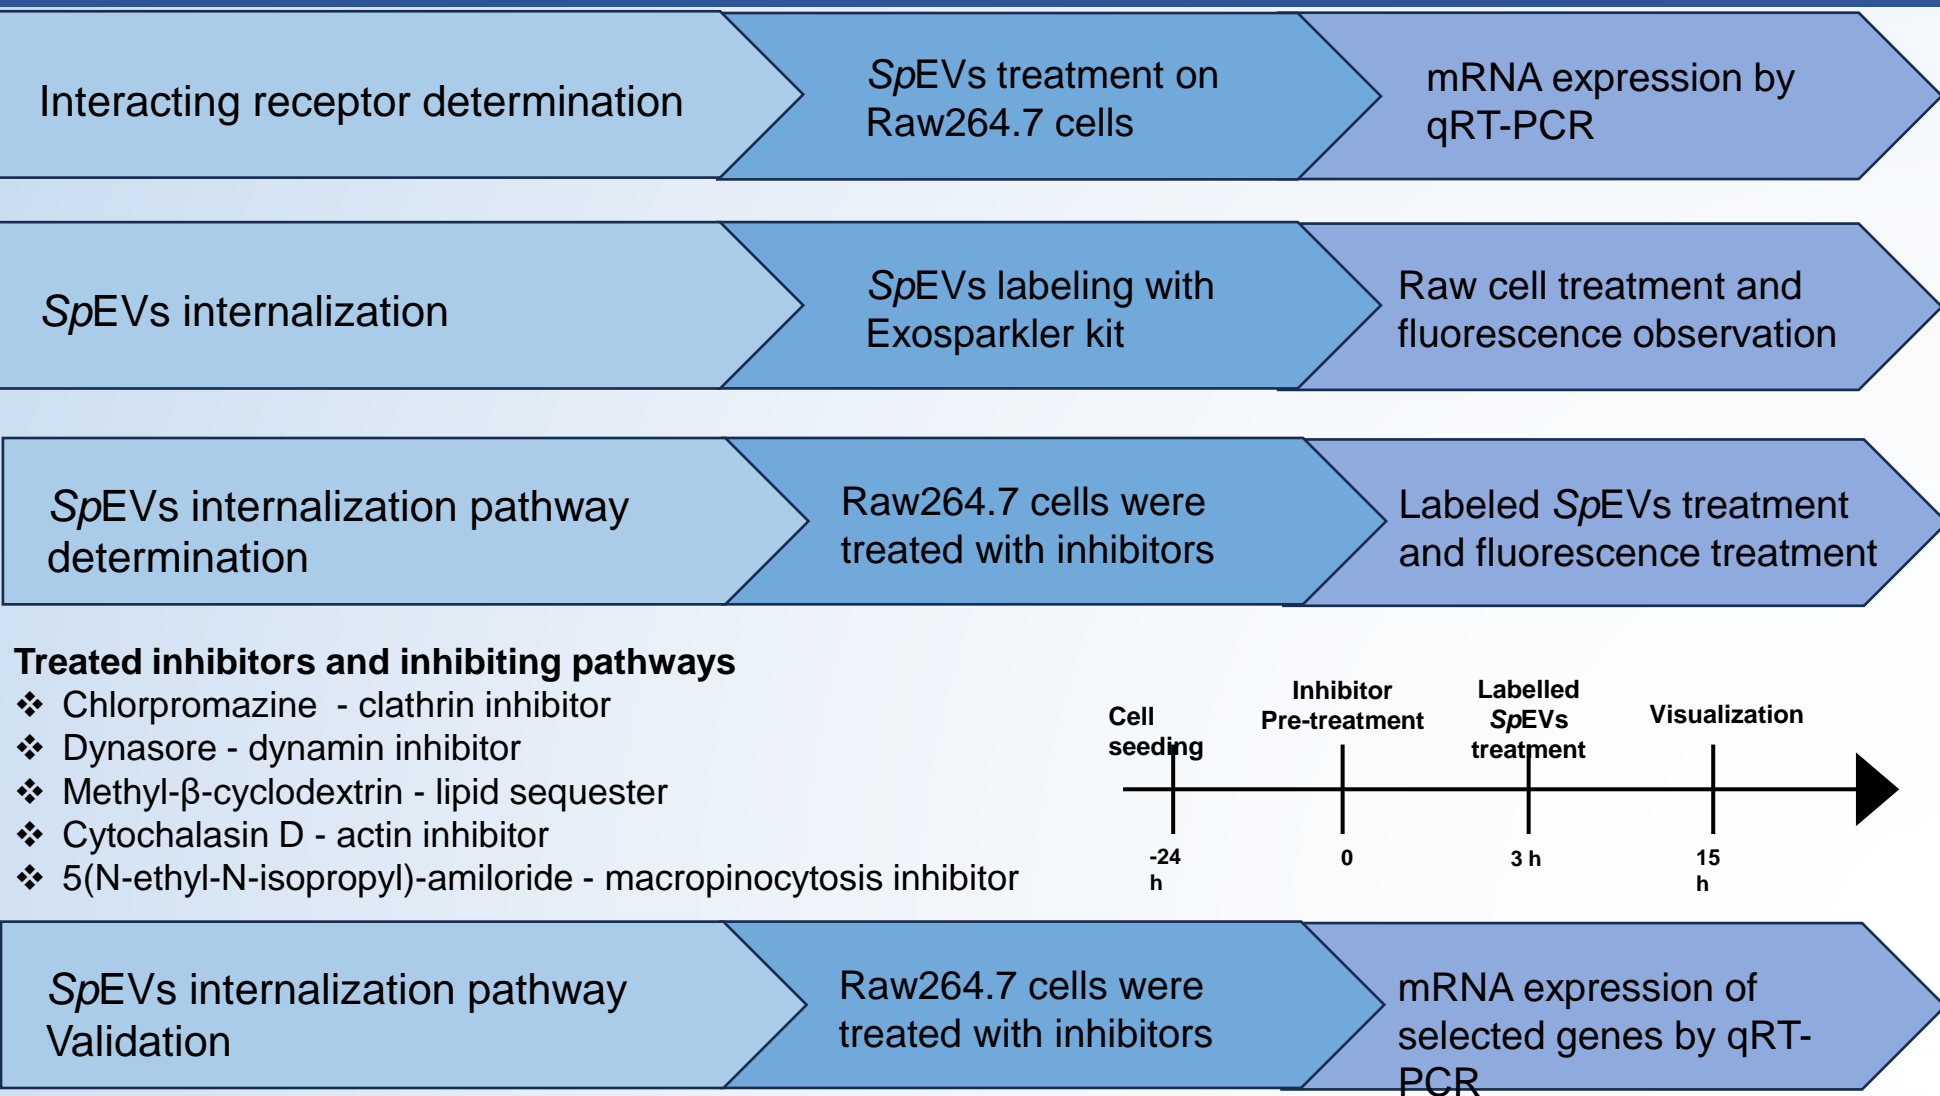 Interacting receptor determination
SpEVs treatment on
Raw264.7 cells
mRNA expression by
qRT-PCR
SpEVs internalization
SpEVs labeling with
Exosparkler kit
Raw cell treatment and
fluorescence observation
SpEVs internalization pathway
determination
Raw264.7 cells were
treated with inhibitors
Labeled SpEVs treatment
and fluorescence treatment
Treated inhibitors and inhibiting pathways
❖ Chlorpromazine - clathrin inhibitor
❖ Dynasore - dynamin inhibitor
❖ Methyl-β-cyclodextrin - lipid sequester
❖ Cytochalasin D - actin inhibitor
❖ 5(N-ethyl-N-isopropyl)-amiloride - macropinocytosis inhibitor
Cell
seeding
Inhibitor
Pre-treatment
Labelled
SpEVs
treatment
Visualization
-24
h
0
3 h
15
h
SpEVs internalization pathway
Validation
Raw264.7 cells were
treated with inhibitors
mRNA expression of
selected genes by qRT-
PCR